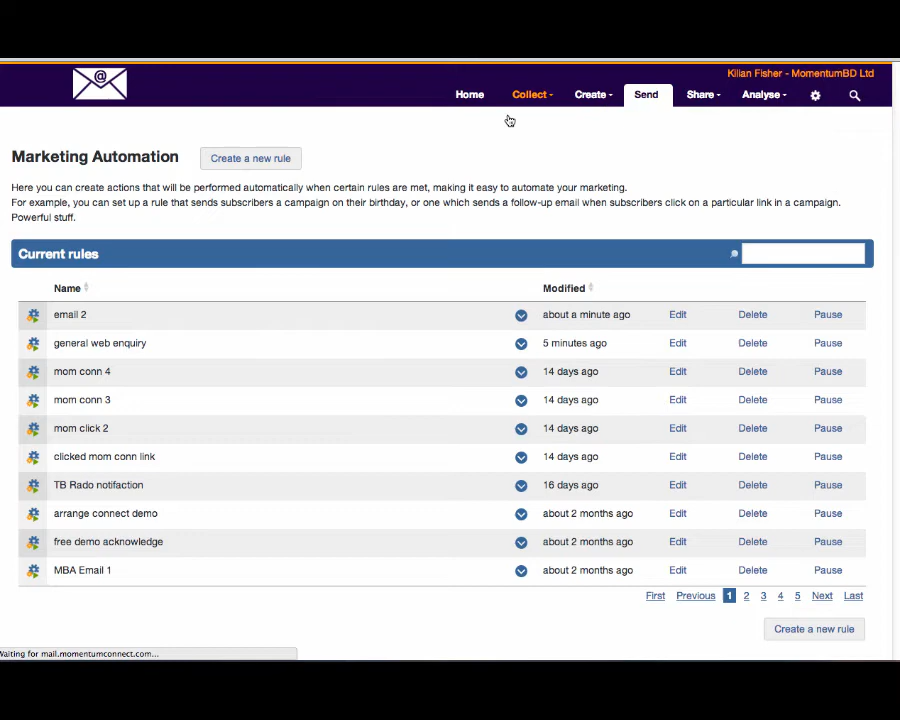 Kilian Fisher - MomentumBD Ltd
@
Home Collect Create Send Share Analyse
Marketing Automation Create a new rule
Here you can create actions that will be performed automatically when certain rules are met, making it easy to automate your marketing.
For example, you can set up a rule that sends subscribers a campaign on their birthday, or one which sends a follow-up email when subscribers click on a particular link in a campaign.
Powerful stuff.
Current rules
Name Modified
email 2 about a minute ago Edit Delete Pause
general web enquiry 5 minutes ago Edit Delete Pause
mom conn 4 14 days ago Edit Delete Pause
mom conn 3 14 days ago Edit Delete Pause
mom click 2 14 days ago Edit Delete Pause
clicked mom conn link 14 days ago Edit Delete Pause
TB Rado notifaction 16 days ago Edit Delete Pause
arrange connect demo about 2 months ago Edit Delete Pause
free demo acknowledge about 2 months ago Edit Delete Pause
MBA Email 1 about 2 months ago Edit Delete Pause
First Previous 1 2 3 4 5 Next Last
Create a new rule
Waiting for mail.momentumconnect.com...